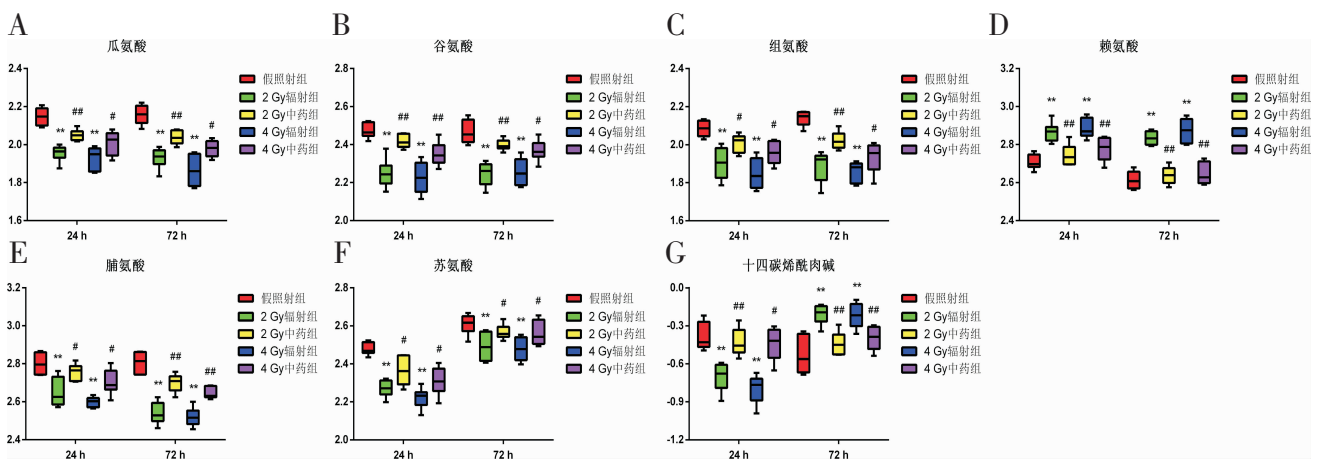 A
瓜氨酸
2.4
2.2
2.0
1.8
1.6
** ## ** # ** ## ** #
24 h 72 h
假照射组
2 Gy辐射组
2 Gy中药组
4 Gy辐射组
4 Gy中药组
B
谷氨酸
2.8
2.6
2.4
2.2
2.0
** ## ** ## ** ## ** #
24 h 72 h
假照射组
2 Gy辐射组
2 Gy中药组
4 Gy辐射组
4 Gy中药组
C
组氨酸
2.4
2.2
2.0
1.8
1.6
** # ** # ** ## ** #
24 h 72 h
假照射组
2 Gy辐射组
2 Gy中药组
4 Gy辐射组
4 Gy中药组
D
赖氨酸
3.2
3.0
2.8
2.6
2.4
** ## ** ## ** ## ** ##
24 h 72 h
假照射组
2 Gy辐射组
2 Gy中药组
4 Gy辐射组
4 Gy中药组
E
脯氨酸
3.2
3.0
2.8
2.6
2.4
** # ** # ** ## ** ##
24 h 72 h
假照射组
2 Gy辐射组
2 Gy中药组
4 Gy辐射组
4 Gy中药组
F
苏氨酸
2.8
2.6
2.4
2.2
2.0
** # ** # ** # ** #
24 h 72 h
假照射组
2 Gy辐射组
2 Gy中药组
4 Gy辐射组
4 Gy中药组
G
十四碳烯酰肉碱
0.0
-0.3
-0.6
-0.9
-1.2
** ## ** # ** ## ** ##
24 h 72 h
假照射组
2 Gy辐射组
2 Gy中药组
4 Gy辐射组
4 Gy中药组